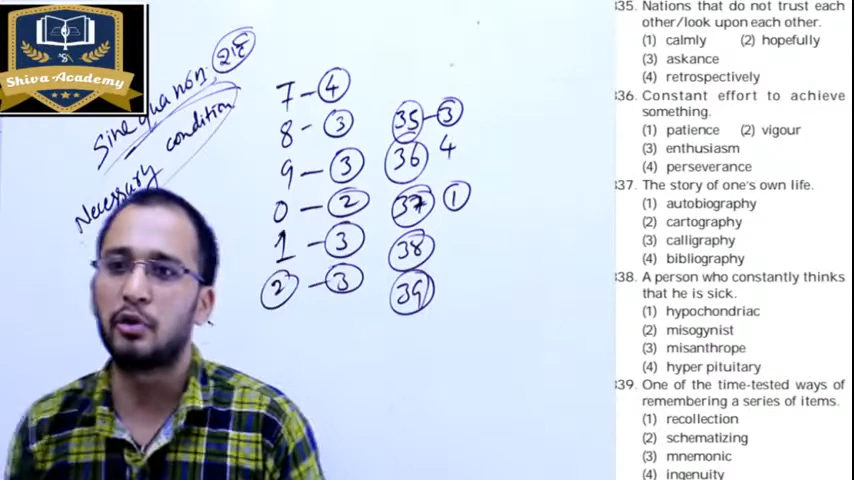 Shiva Academy
Sine qua non
Necessary condition
7 - 4
8 - 3
9 - 3
0 - 2
1 - 3
2 - 3
35 - 3
36 4
37 1
38
39
335. Nations that do not trust each
other/look upon each other.
(1) calmly (2) hopefully
(3) askance
(4) retrospectively
336. Constant effort to achieve
something.
(1) patience (2) vigour
(3) enthusiasm
(4) perseverance
337. The story of one's own life.
(1) autobiography
(2) cartography
(3) calligraphy
(4) bibliography
338. A person who constantly thinks
that he is sick.
(1) hypochondriac
(2) misogynist
(3) misanthrope
(4) hyper pituitary
339. One of the time-tested ways of
remembering a series of items.
(1) recollection
(2) schematizing
(3) mnemonic
(4) ingenuity